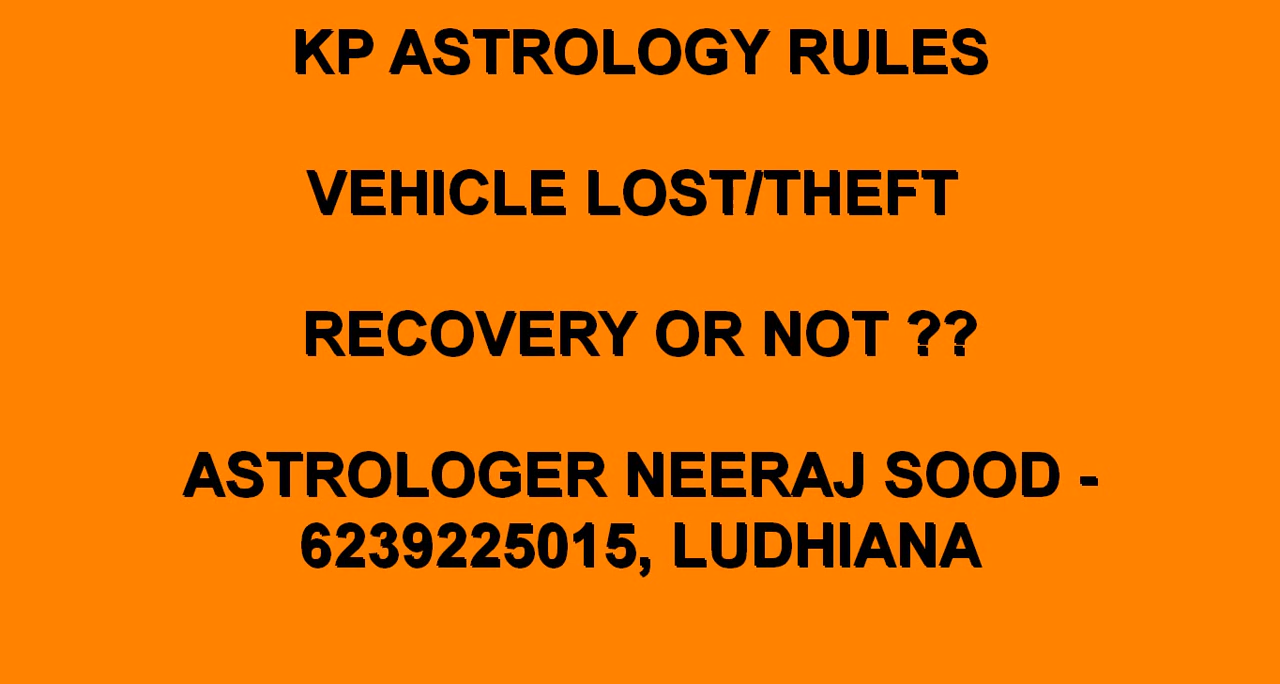 KP ASTROLOGY RULES
VEHICLE LOST/THEFT
RECOVERY OR NOT ??
ASTROLOGER NEERAJ SOOD -
6239225015, LUDHIANA